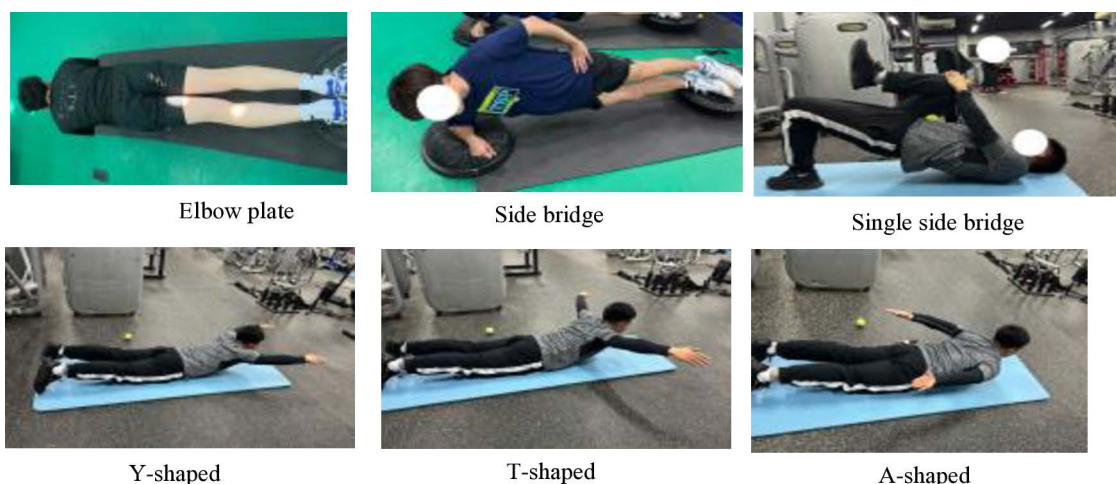 Elbow plate
Side bridge
Single side bridge
Y-shaped
T-shaped
A-shaped